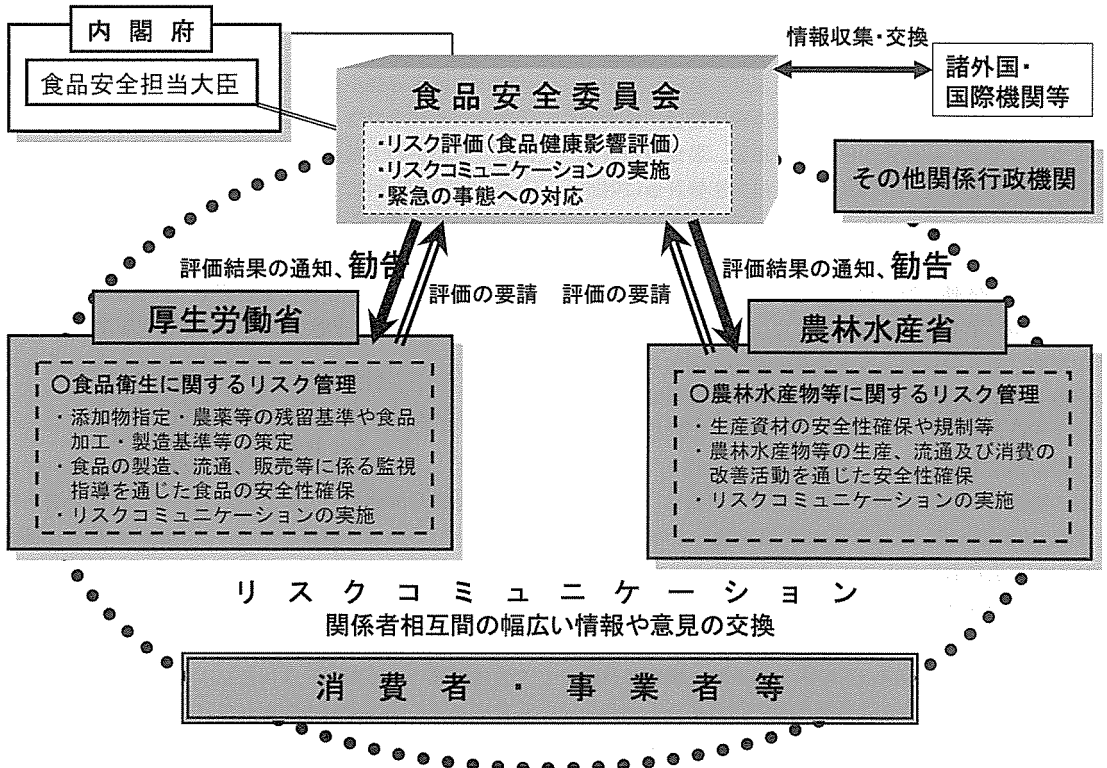 内閣府
食品安全担当大臣
情報収集・交換
諸外国・
国際機関等
食品安全委員会
・リスク評価(食品健康影響評価)
・リスクコミュニケーションの実施
・緊急の事態への対応
その他関係行政機関
評価結果の通知、勧告
評価の要請
評価の要請
評価結果の通知、勧告
厚生労働省
〇食品衛生に関するリスク管理
・添加物指定・農薬等の残留基準や食品
加工・製造基準等の策定
・食品の製造、流通、販売等に係る監視
指導を通じた食品の安全性確保
・リスクコミュニケーションの実施
農林水産省
〇農林水産物等に関するリスク管理
・生産資材の安全性確保や規制等
・農林水産物等の生産、流通及び消費の
改善活動を通じた安全性確保
・リスクコミュニケーションの実施
リスクコミュニケーション
関係者相互間の幅広い情報や意見の交換
消費者・事業者等